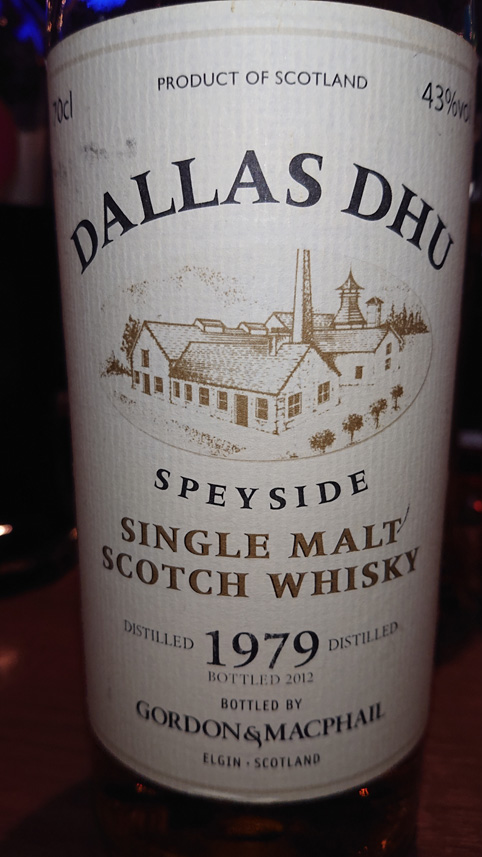 PRODUCT OF SCOTLAND
70cl
43%vol
DALLAS DHU
SPEYSIDE
SINGLE MALT
SCOTCH WHISKY
DISTILLED 1979 DISTILLED
BOTTLED 2012
BOTTLED BY
GORDON & MACPHAIL
ELGIN · SCOTLAND